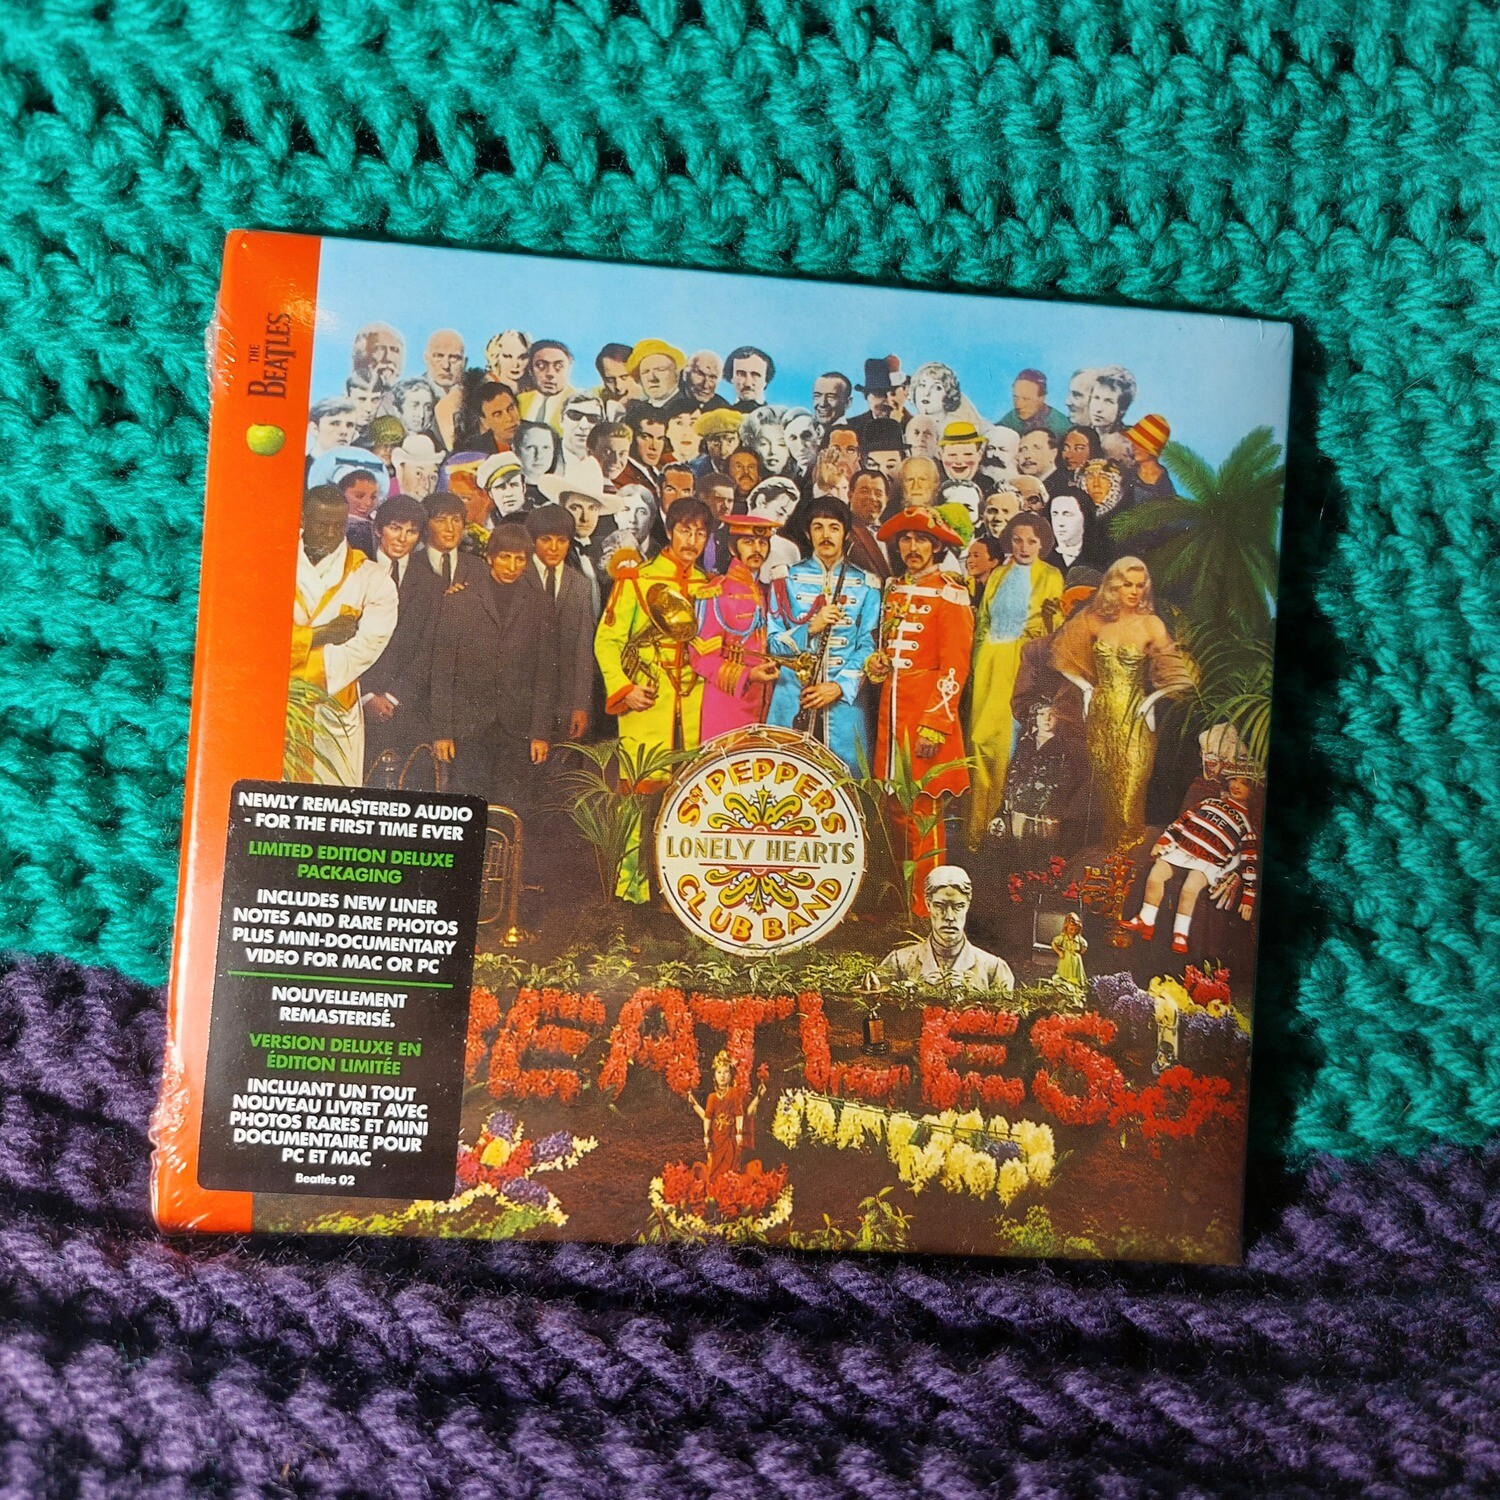 THE
BEATLES
SGT PEPPERS
LONELY HEARTS
CLUB BAND
WELCOME
THE
NEWLY REMASTERED AUDIO
- FOR THE FIRST TIME EVER
LIMITED EDITION DELUXE
PACKAGING
INCLUDES NEW LINER
NOTES AND RARE PHOTOS
PLUS MINI-DOCUMENTARY
VIDEO FOR MAC OR PC
NOUVELLEMENT
REMASTERISÉ.
VERSION DELUXE EN
ÉDITION LIMITÉE
INCLUANT UN TOUT
NOUVEAU LIVRET AVEC
PHOTOS RARES ET MINI
DOCUMENTAIRE POUR
PC ET MAC
Beatles 02
BEATLES